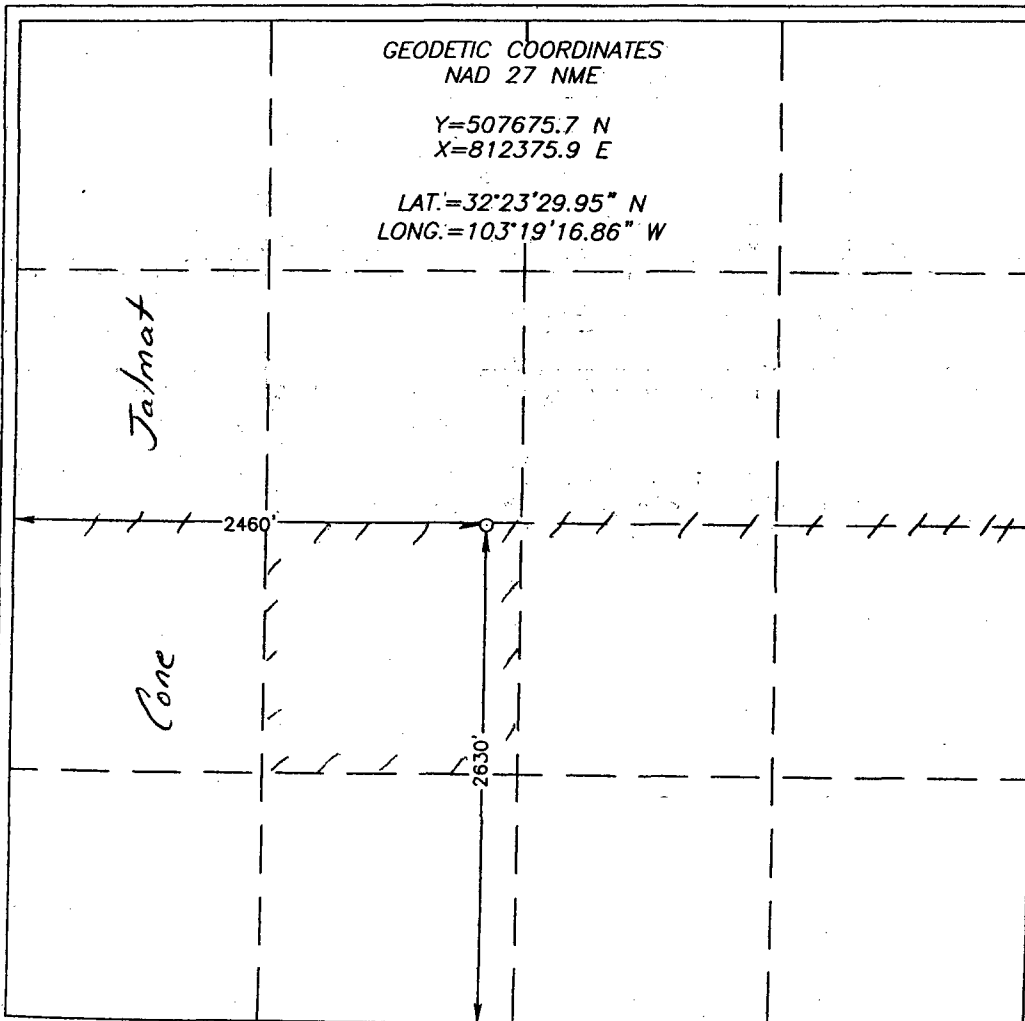 GEODETIC COORDINATES
NAD 27 NME
Y=507675.7 N
X=812375.9 E
LAT.=32°23'29.95" N
LONG.=103°19'16.86" W
Jalmat
2460'
Cone
2630'